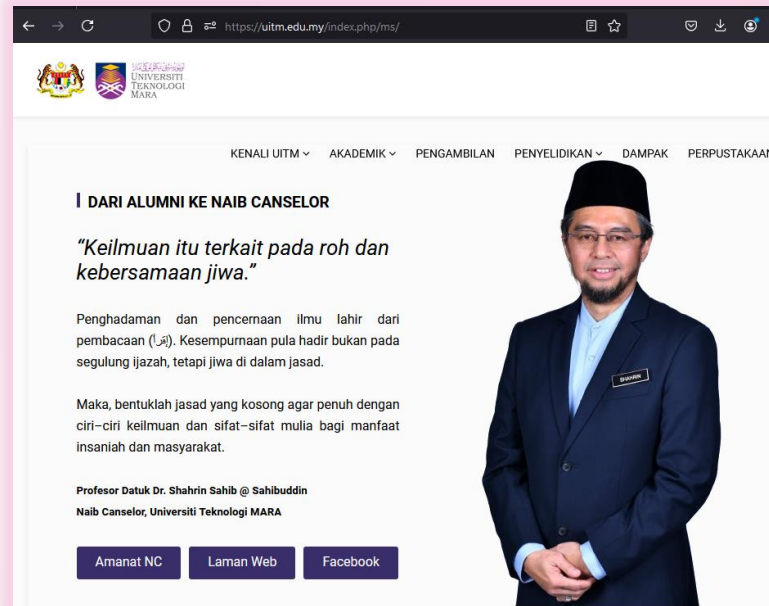 https://uitm.edu.my/index.php/ms/
UNIVERSITI
TEKNOLOGI
MARA
KENALI UITM AKADEMIK PENGAMBILAN PENYELIDIKAN DAMPAK PERPUSTAKAAN
DARI ALUMNI KE NAIB CANSELOR
“Keilmuan itu terkait pada roh dan
kebersamaan jiwa.”
Penghadaman dan pencernaan ilmu lahir dari
pembacaan (إقرأ). Kesempurnaan pula hadir bukan pada
segulung ijazah, tetapi jiwa di dalam jasad.
Maka, bentuklah jasad yang kosong agar penuh dengan
ciri–ciri keilmuan dan sifat–sifat mulia bagi manfaat
insaniah dan masyarakat.
Profesor Datuk Dr. Shahrin Sahib @ Sahibuddin
Naib Canselor, Universiti Teknologi MARA
SHAHRIN
Amanat NC Laman Web Facebook